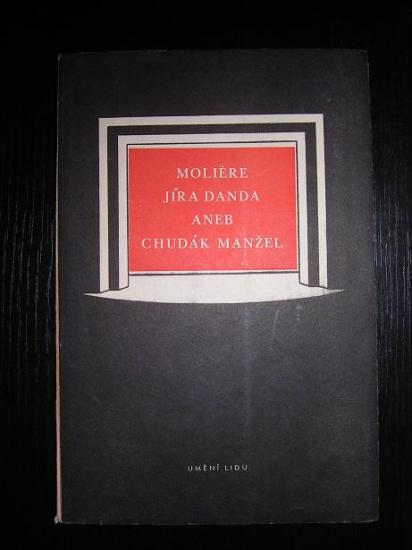 MOLIÈRE
JÍRA DANDA
ANEB
CHUDÁK MANŽEL
UMĚNÍ LIDU